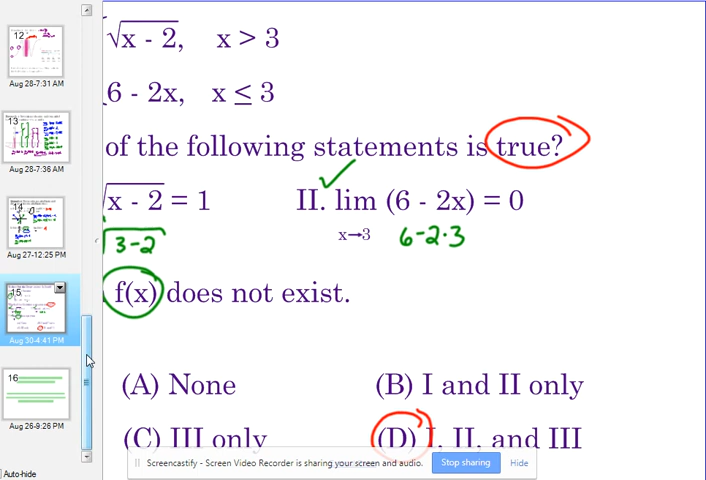 12
√x - 2, x > 3
Aug 28-7:31 AM
6 - 2x, x ≤ 3
13
of the following statements is true?
Aug 28-7:36 AM
√x - 2 = 1 II. lim (6 - 2x) = 0
x→3
14
√3-2 6-2·3
Aug 27-12:25 PM
15
f(x) does not exist.
Aug 30-4:41 PM
16
(A) None (B) I and II only
Aug 26-9:26 PM
(C) III only (D) I, II, and III
Screencastify - Screen Video Recorder is sharing your screen and audio. Stop sharing Hide
Auto-hide